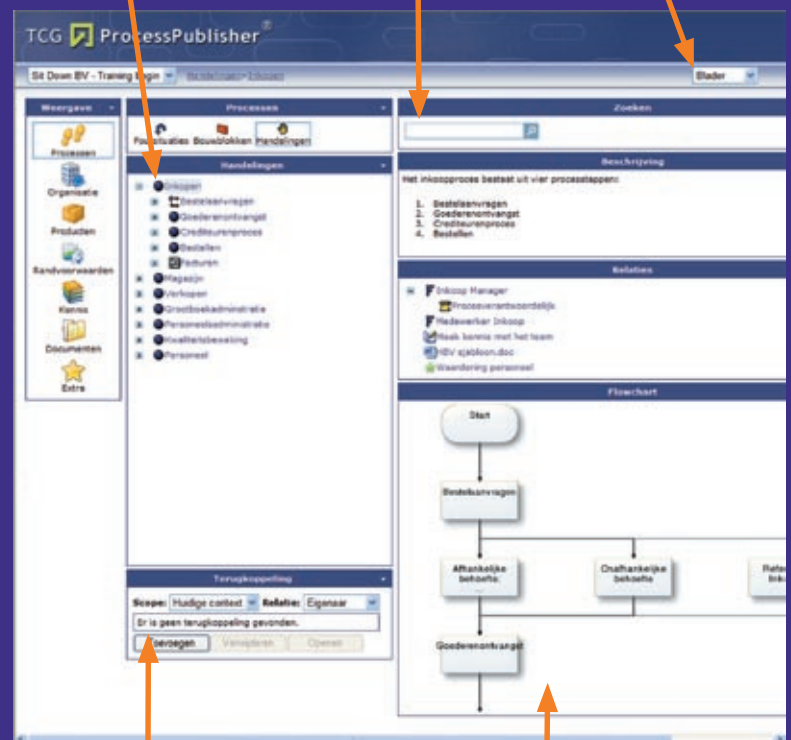 TCG ProcessPublisher®
Sit Down BV - Training Begin
Handelingen> Inkopen
Blader
Weergave
Processen
Organisatie
Producten
Randvoorwaarden
Kennis
Documenten
Extra
Processen
Bouwblokken Handelingen
Handelingen
Inkopen
Bestelaanvragen
Goederenontvangst
Crediteurenproces
Bestellen
Facturen
Magazijn
Verkopen
Grootboekadministratie
Personeelsadministratie
Kwaliteitsbewaking
Personeel
Terugkoppeling
Scope: Huidige context Relatie: Eigenaar
Er is geen terugkoppeling gevonden.
Toevoegen Verwijderen Openen
Zoeken
Beschrijving
Het inkoopproces bestaat uit vier processtappen:
1. Bestelaanvragen
2. Goederenontvangst
3. Crediteurenproces
4. Bestellen
Relaties
Inkoop Manager
Procesverantwoordelijk
Medewerker Inkoop
Maak kennis met het team
sjabloon.doc
Waardering personeel
Flowchart
Start
Bestelaanvragen
Afhankelijke
behoefte:
Onafhankelijke
behoefte
Goederenontvangst